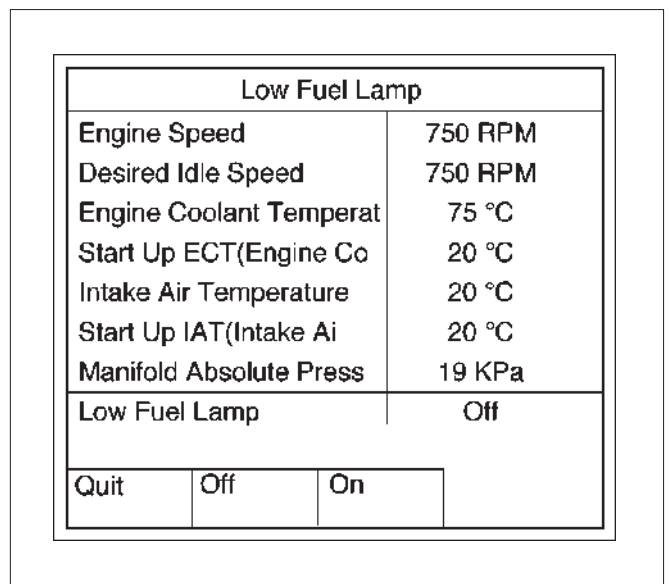 Low Fuel Lamp
Engine Speed 750 RPM
Desired Idle Speed 750 RPM
Engine Coolant Temperat 75 °C
Start Up ECT(Engine Co 20 °C
Intake Air Temperature 20 °C
Start Up IAT(Intake Ai 20 °C
Manifold Absolute Press 19 KPa
Low Fuel Lamp Off
Quit Off On